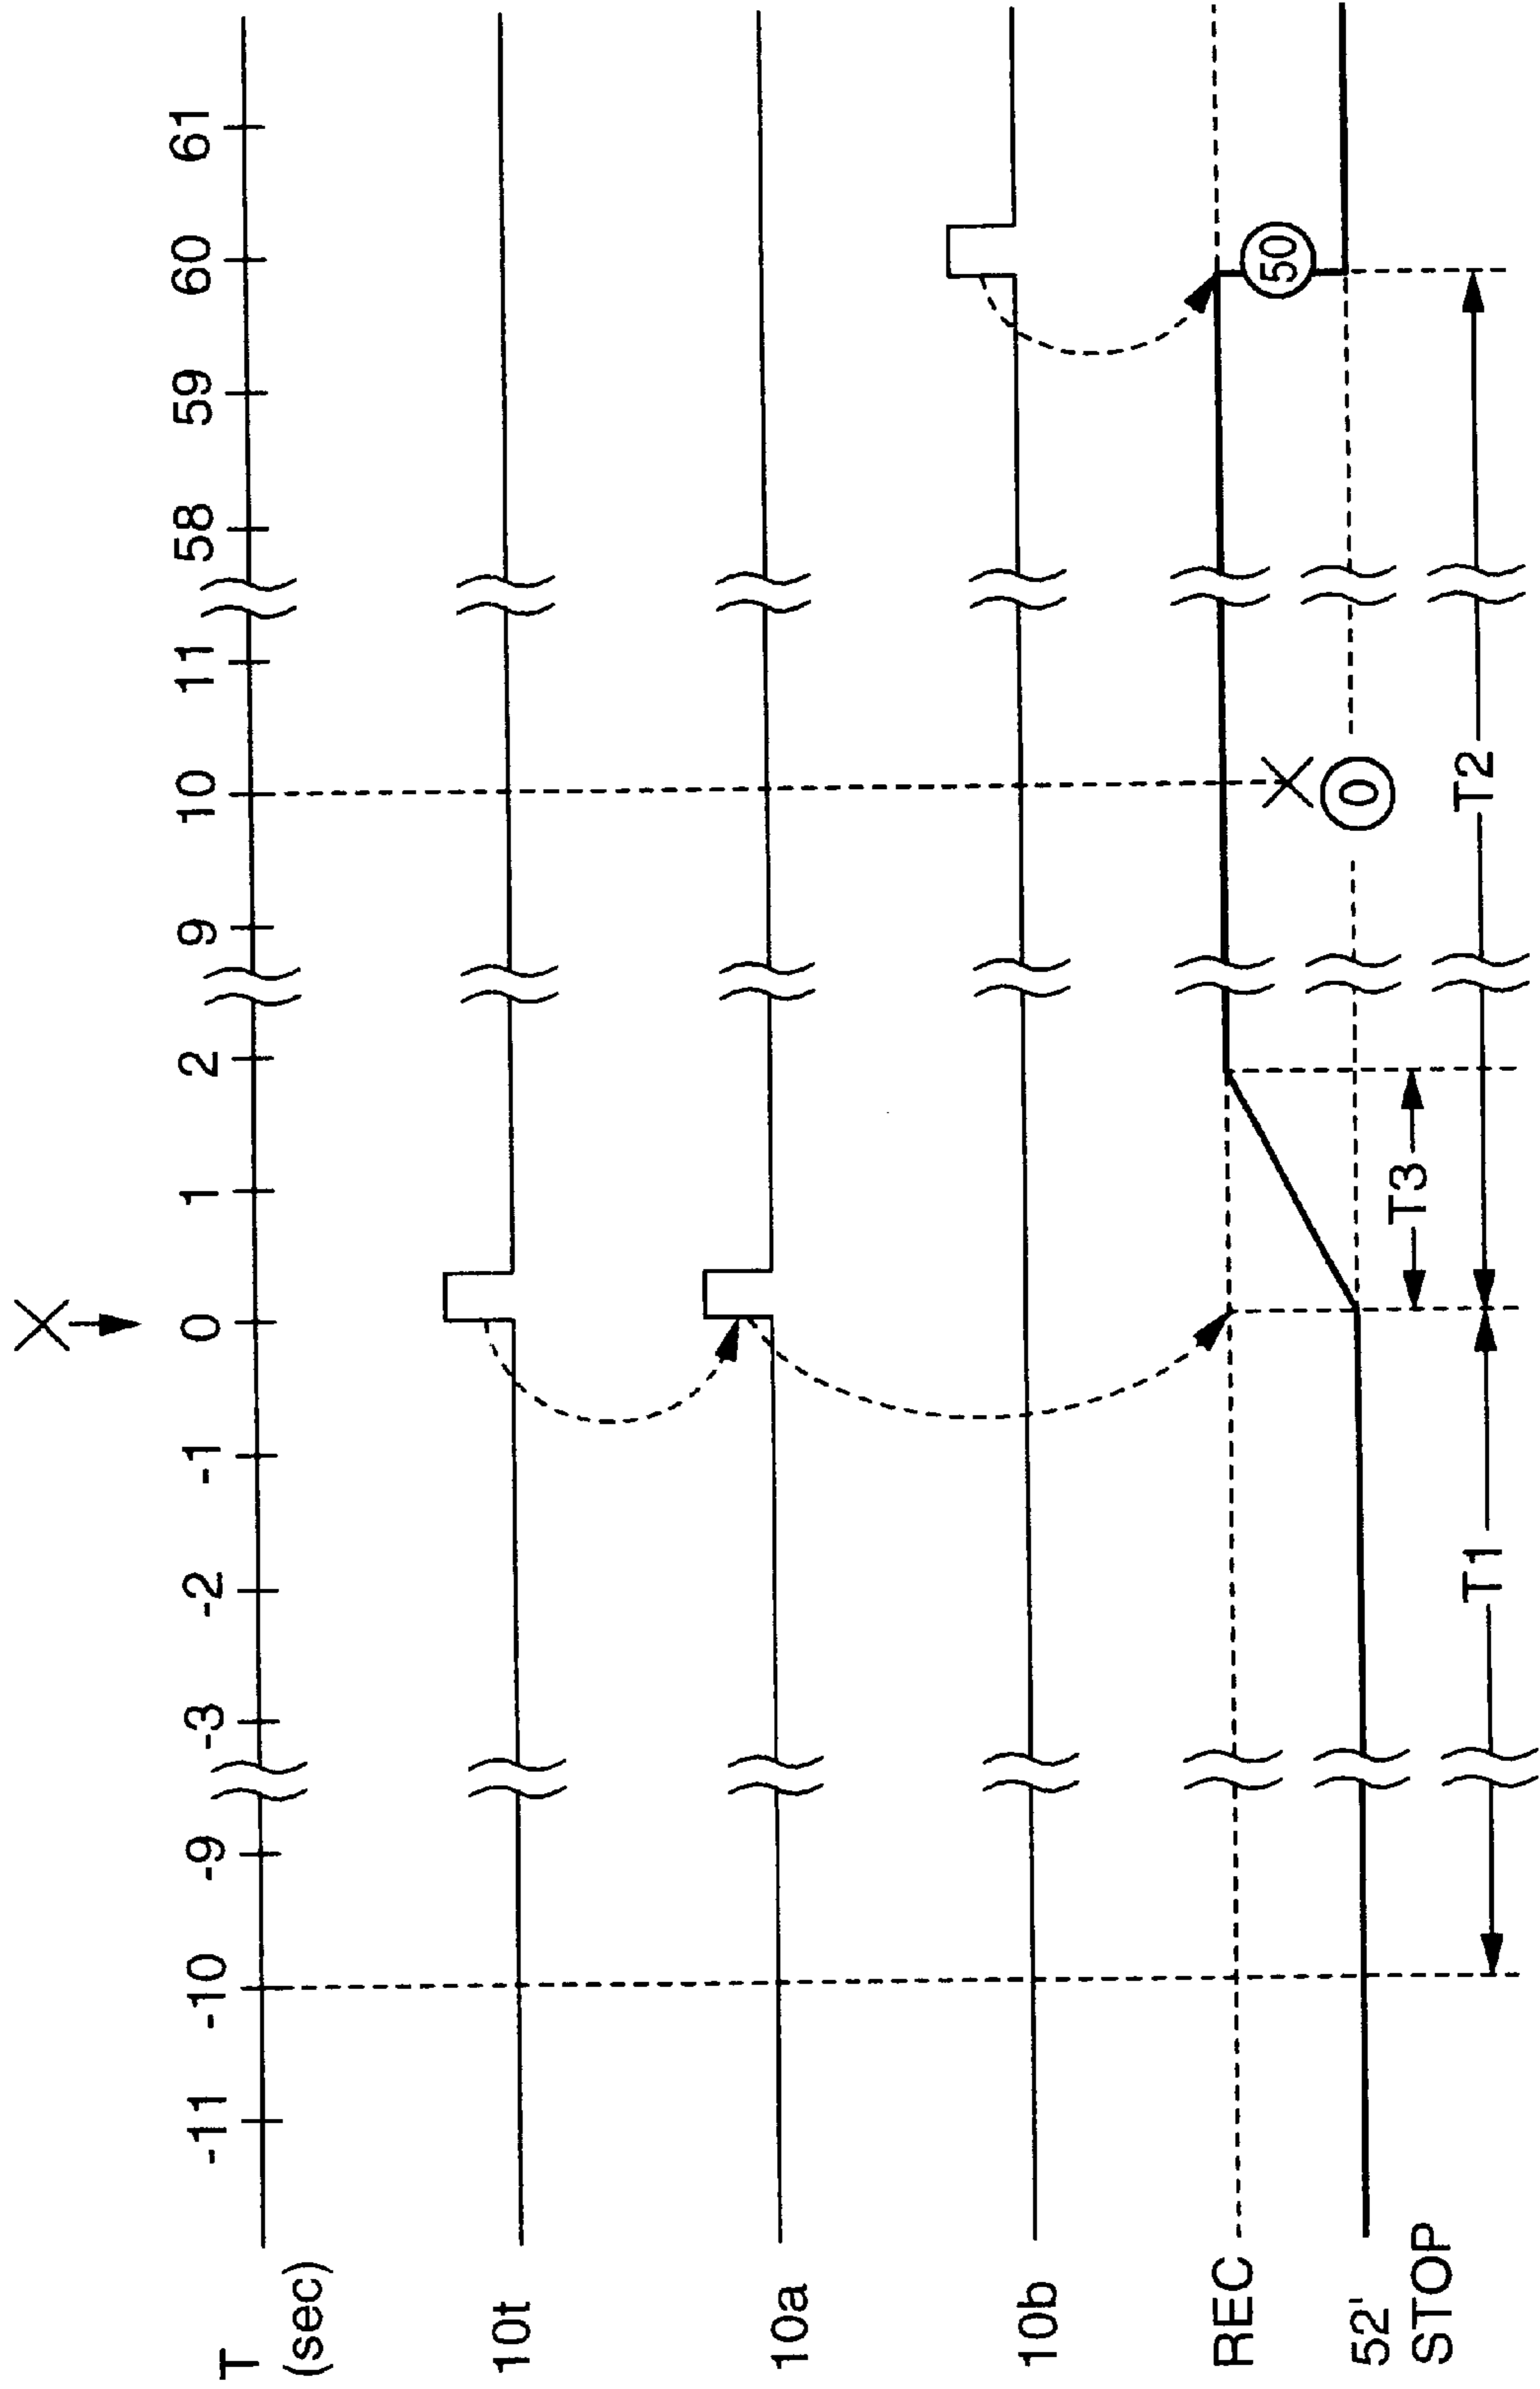 X
T -11 -10 -9 -3 -2 -1 0 1 2 9 10 11 58 59 60 61
(sec)
10t
10a
10b
REC
X 50
52' 0
STOP
T3
T1 T2